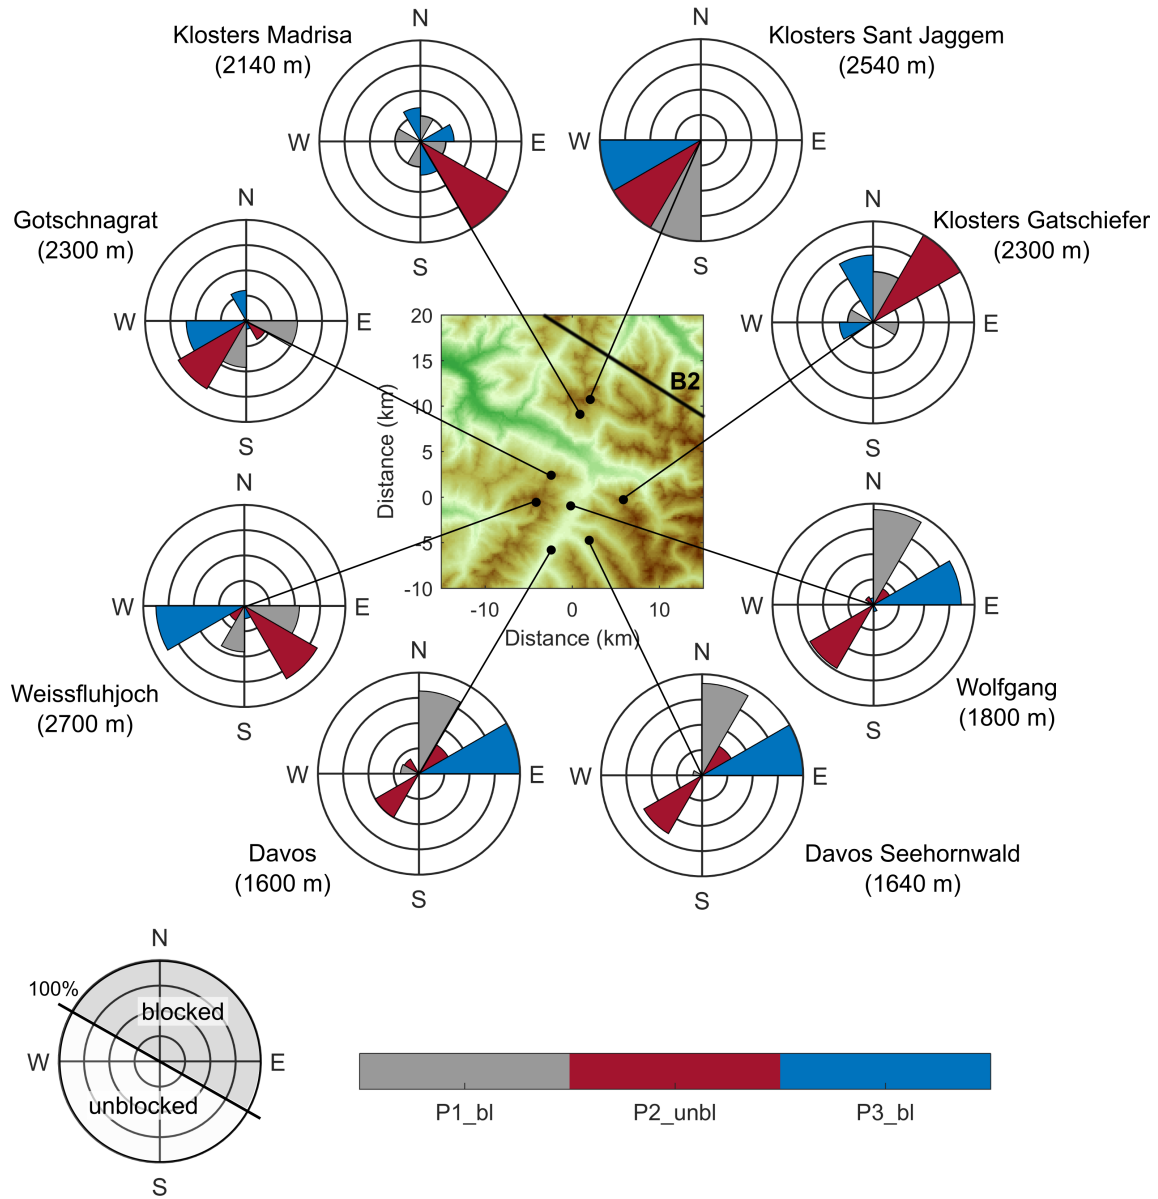 Klosters Madrisa
(2140 m)
N
W
E
S
Klosters Sant Jaggem
(2540 m)
N
W
E
S
Gotschnagrat
(2300 m)
N
W
E
S
Klosters Gatschiefer
(2300 m)
N
W
E
S
20
15
10
5
0
-5
-10
Distance (km)
B2
-10
0
10
Distance (km)
N
W
E
S
Weissfluhjoch
(2700 m)
N
W
E
S
Wolfgang
(1800 m)
N
W
E
S
Davos
(1600 m)
N
W
E
S
Davos Seehornwald
(1640 m)
N
100%
blocked
W
E
unblocked
S
P1_bl
P2_unbl
P3_bl